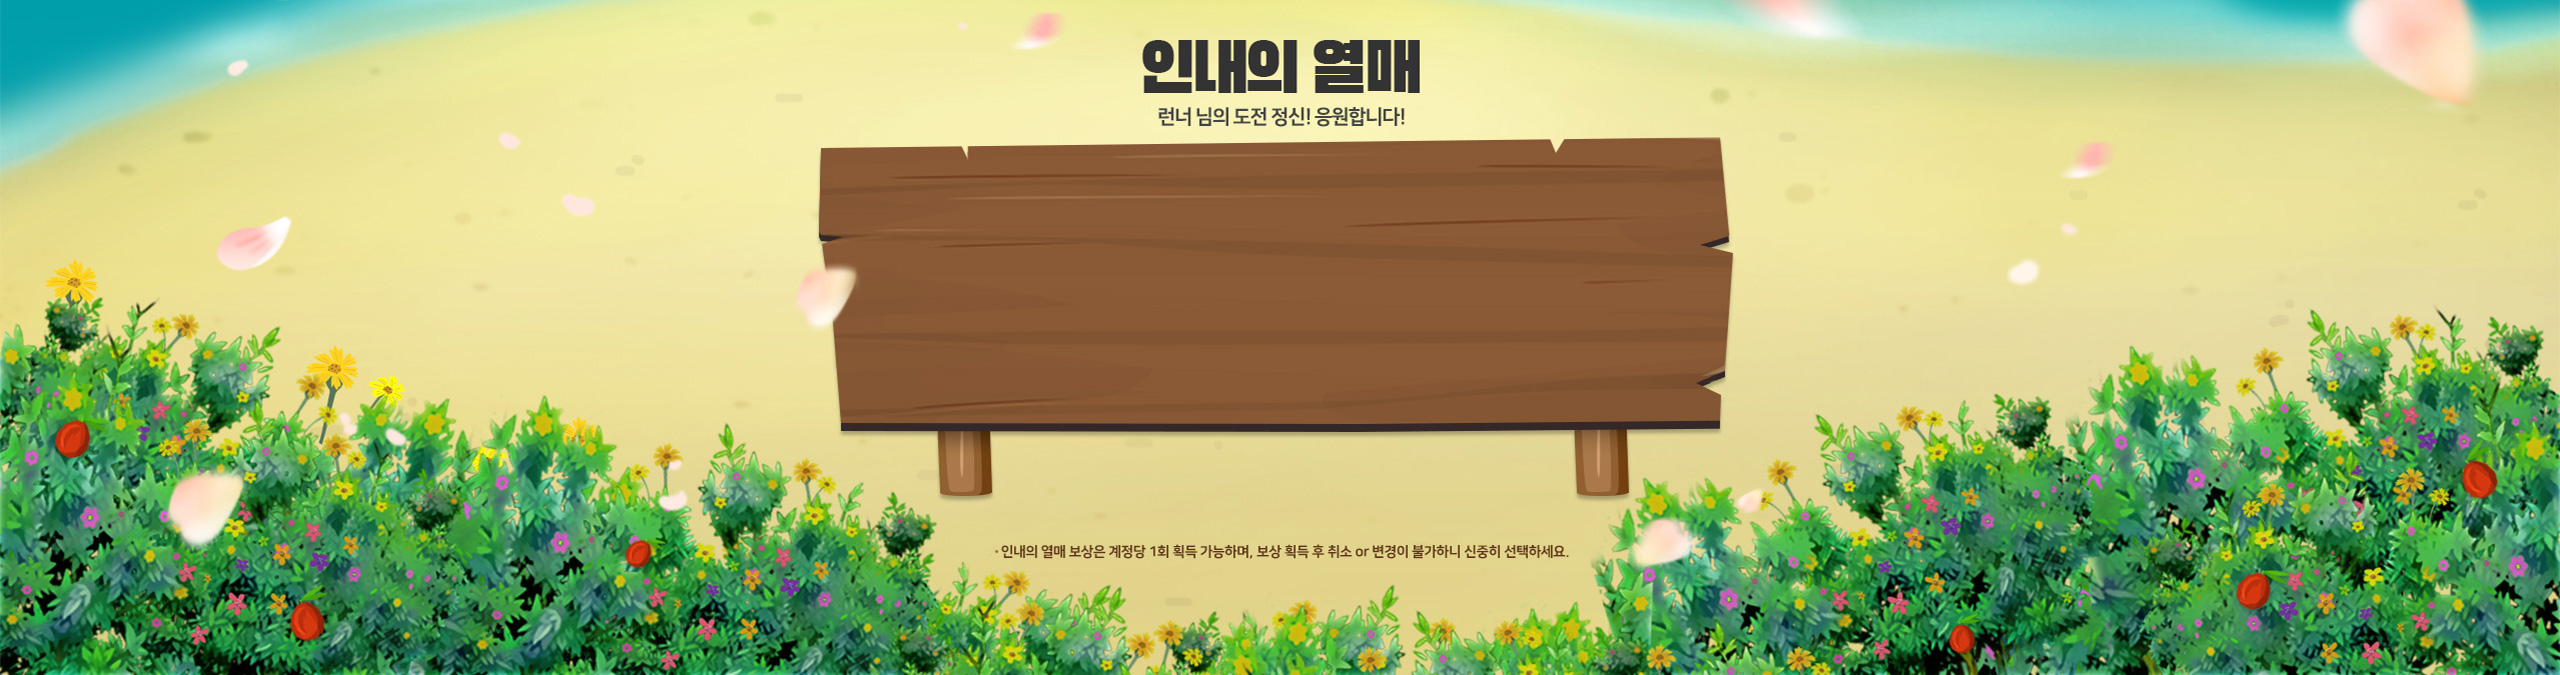 인내의 열매
런너 님의 도전 정신! 응원합니다!
· 인내의 열매 보상은 계정당 1회 획득 가능하며, 보상 획득 후 취소 or 변경이 불가하니 신중히 선택하세요.